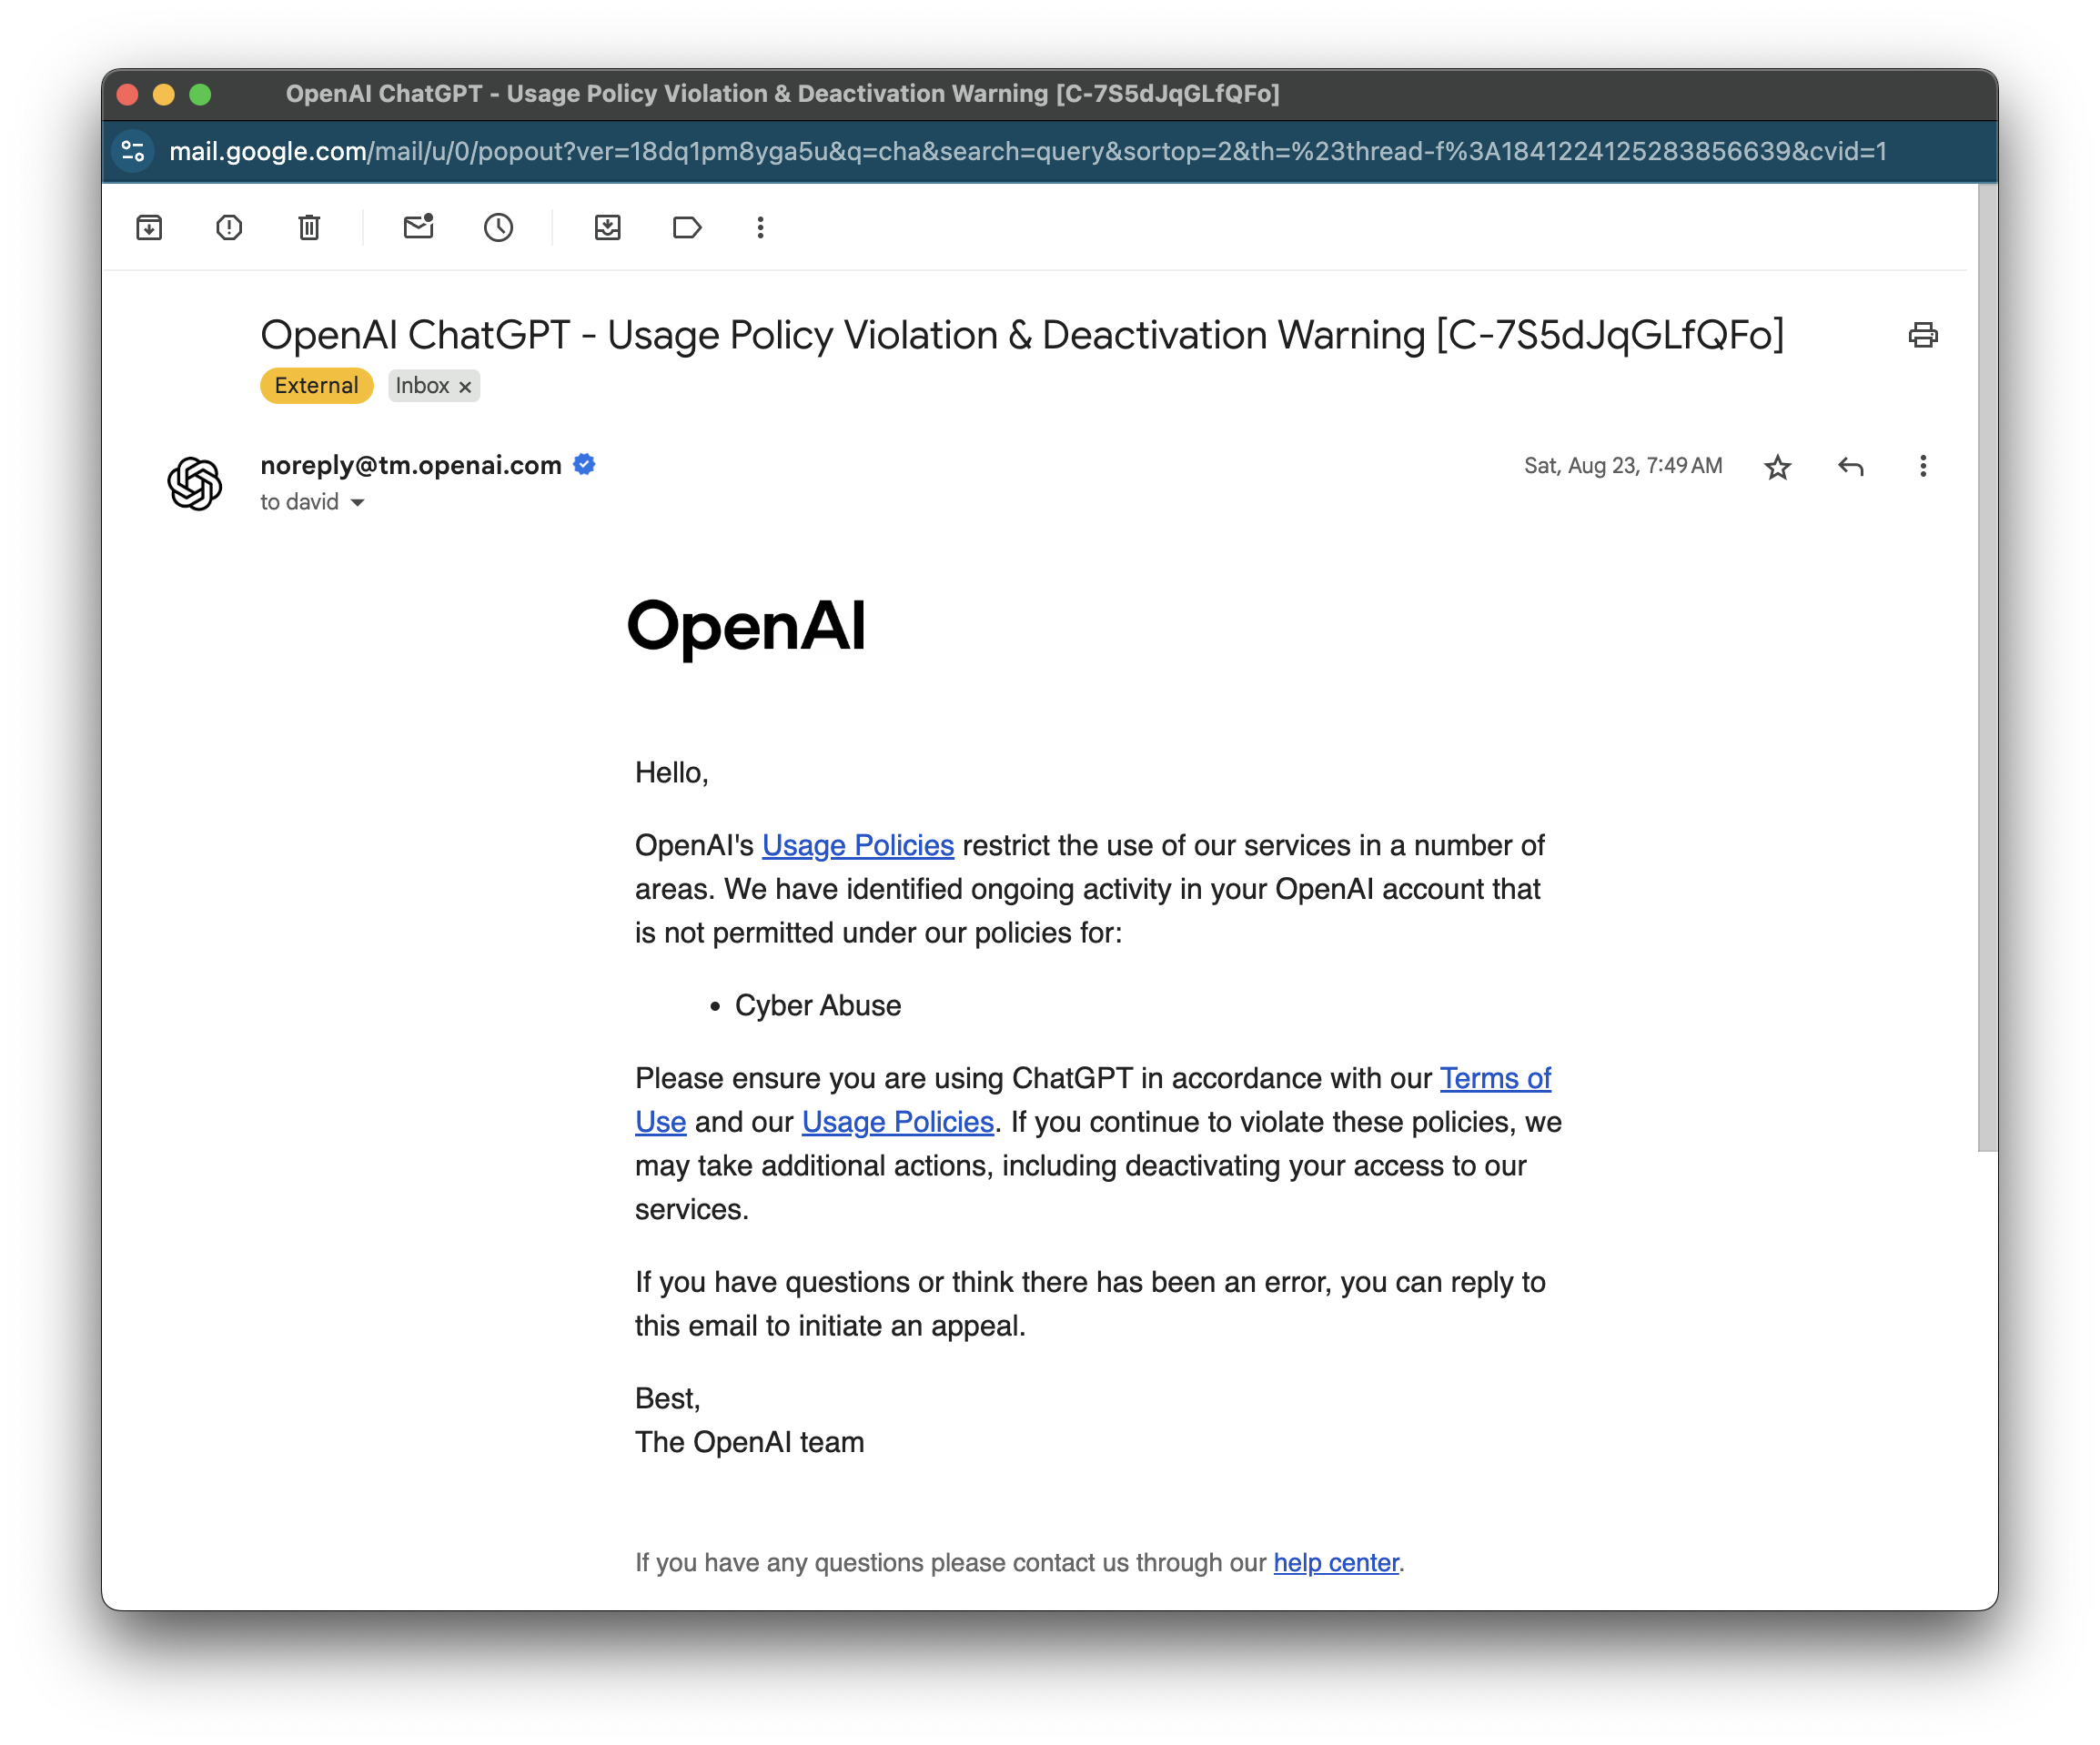 OpenAI ChatGPT - Usage Policy Violation & Deactivation Warning [C-7S5dJqGLfQFo]
mail.google.com/mail/u/0/popout?ver=18dq1pm8yga5u&q=cha&search=query&sortop=2&th=%23thread-f%3A1841224125283856639&cvid=1
OpenAI ChatGPT - Usage Policy Violation & Deactivation Warning [C-7S5dJqGLfQFo]
External Inbox ×
noreply@tm.openai.com Sat, Aug 23, 7:49 AM
to david
OpenAI
Hello,
OpenAI's Usage Policies restrict the use of our services in a number of
areas. We have identified ongoing activity in your OpenAI account that
is not permitted under our policies for:
• Cyber Abuse
Please ensure you are using ChatGPT in accordance with our Terms of
Use and our Usage Policies. If you continue to violate these policies, we
may take additional actions, including deactivating your access to our
services.
If you have questions or think there has been an error, you can reply to
this email to initiate an appeal.
Best,
The OpenAI team
If you have any questions please contact us through our help center.